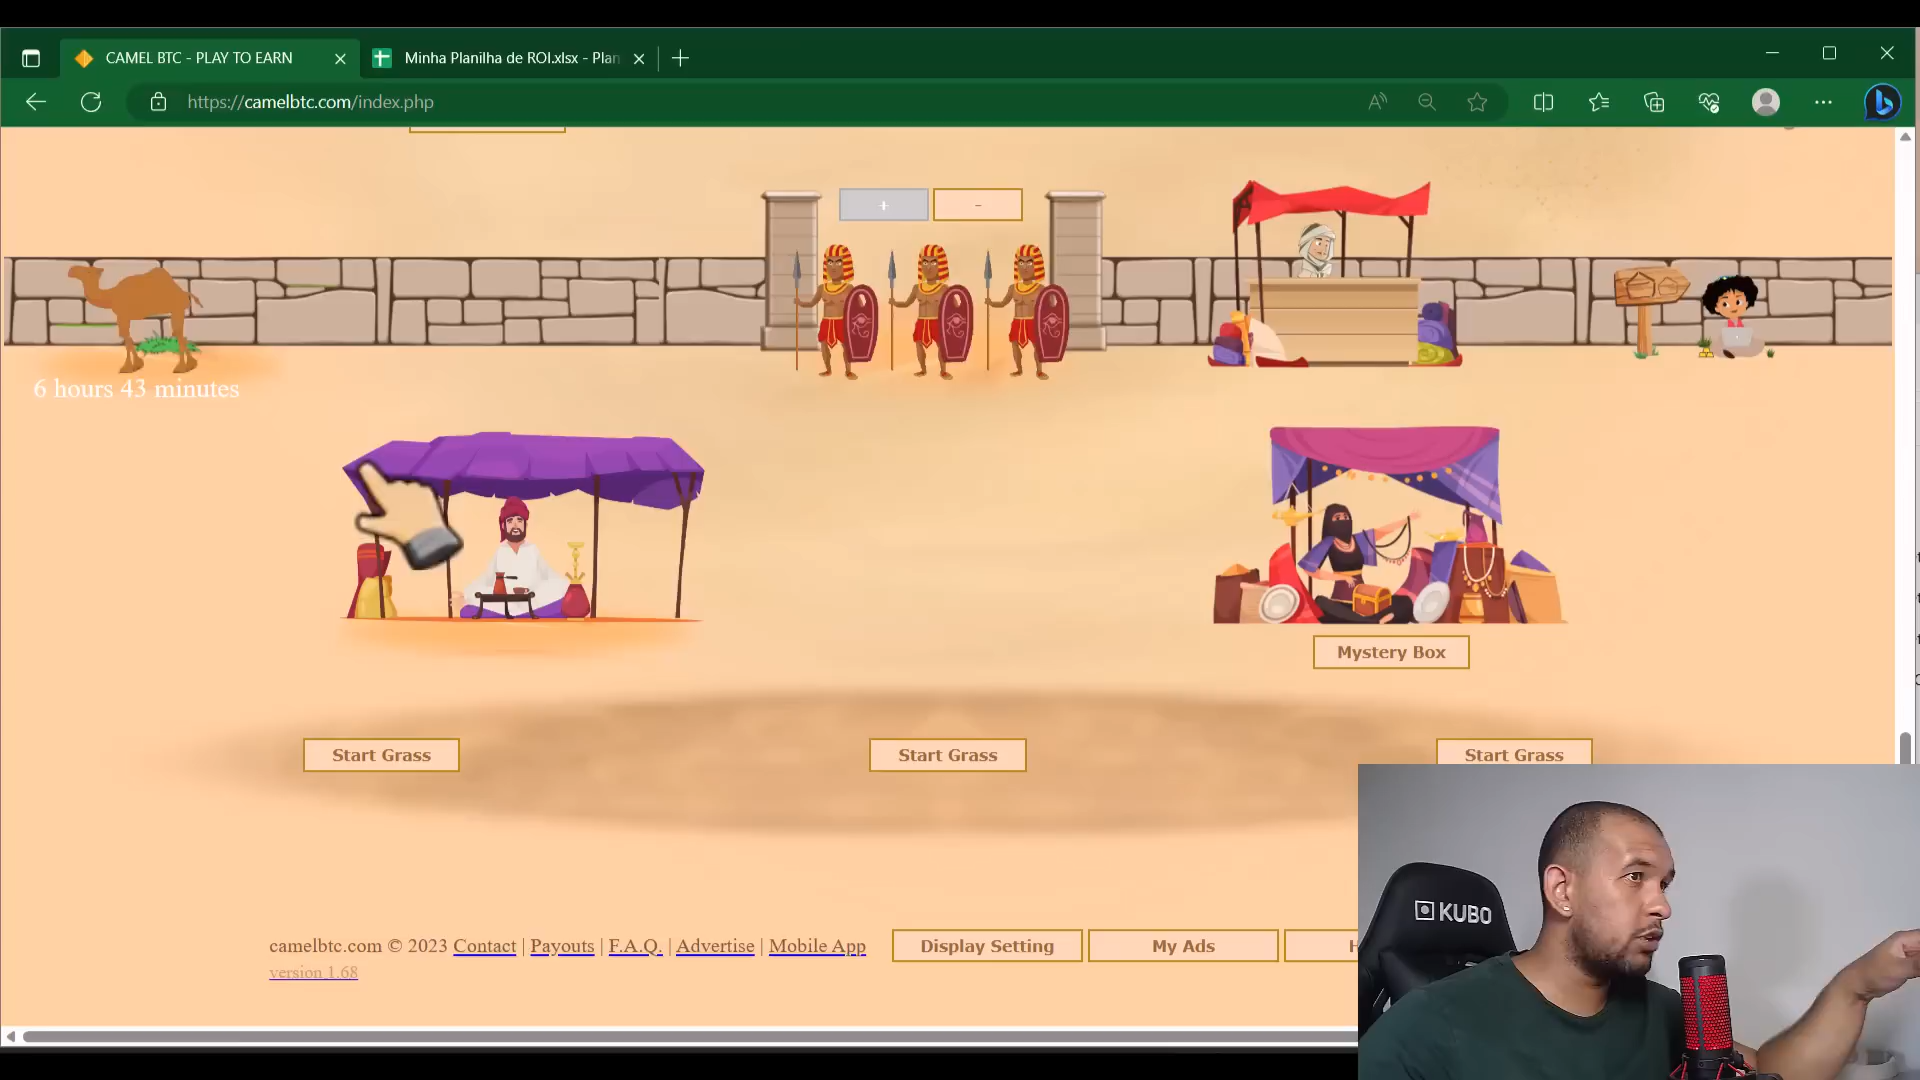 CAMEL BTC - PLAY TO EARN
Minha Planilha de ROI.xlsx - Plan
https://camelbtc.com/index.php
+
-
6 hours 43 minutes
Mystery Box
Start Grass
Start Grass
Start Grass
camelbtc.com © 2023 Contact | Payouts | F.A.Q. | Advertise | Mobile App
Display Setting
My Ads
H
version 1.68
KUBO